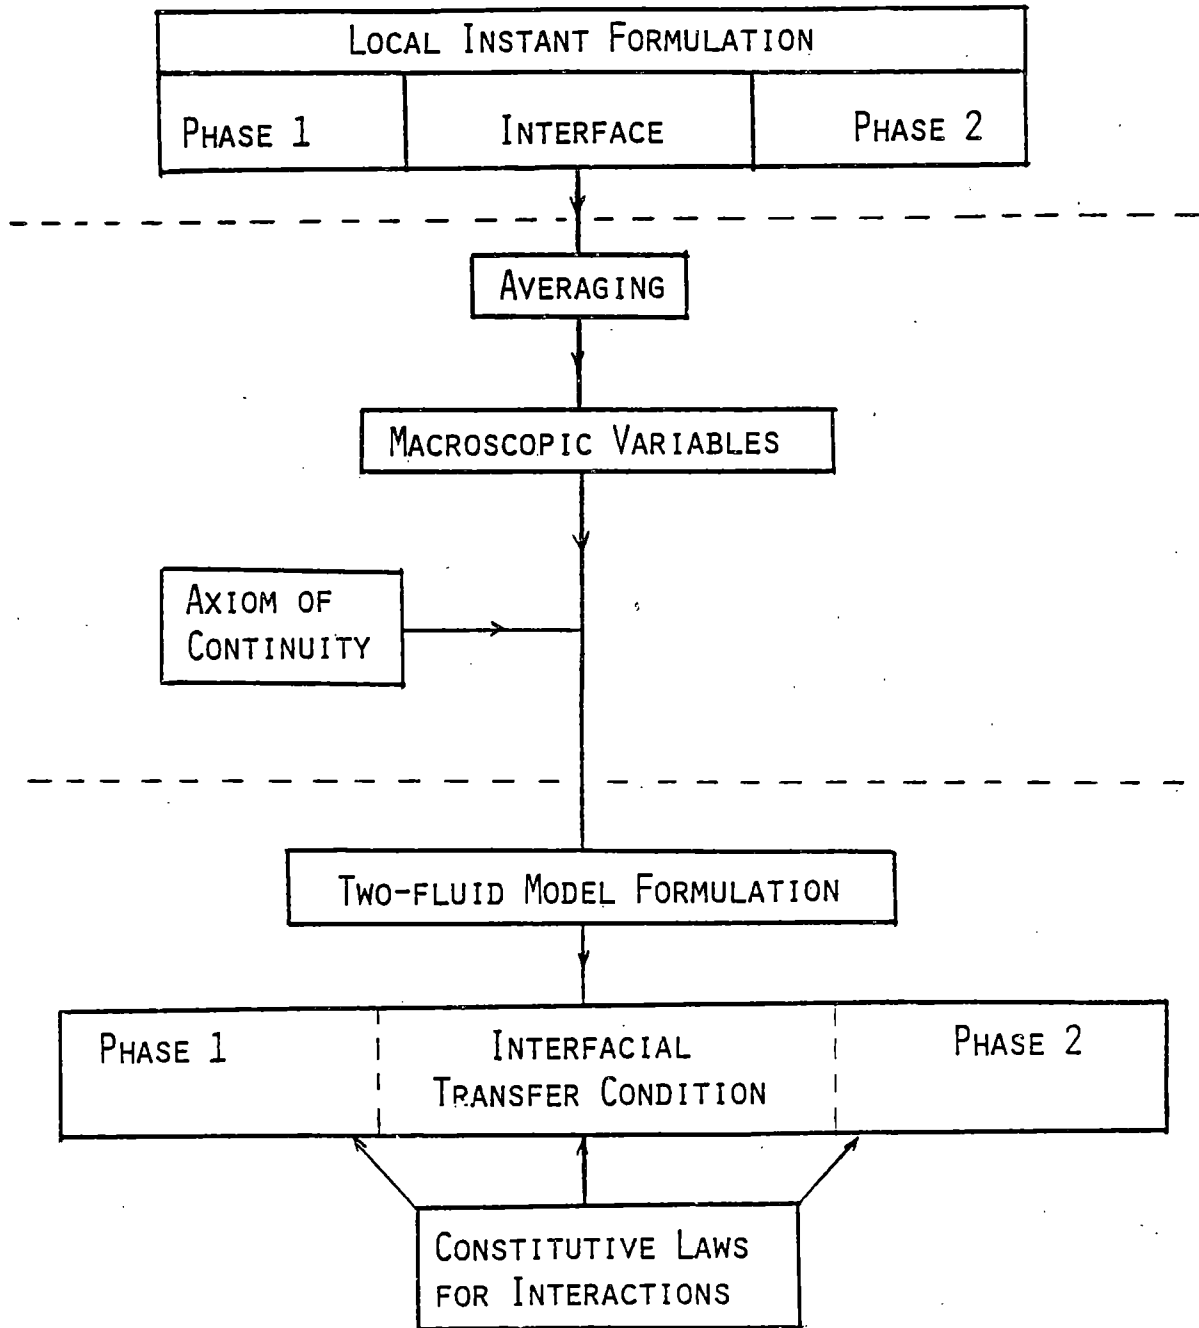 LOCAL INSTANT FORMULATION
PHASE 1 INTERFACE PHASE 2
AVERAGING
MACROSCOPIC VARIABLES
AXIOM OF
CONTINUITY
TWO-FLUID MODEL FORMULATION
PHASE 1 INTERFACIAL PHASE 2
TRANSFER CONDITION
CONSTITUTIVE LAWS
FOR INTERACTIONS